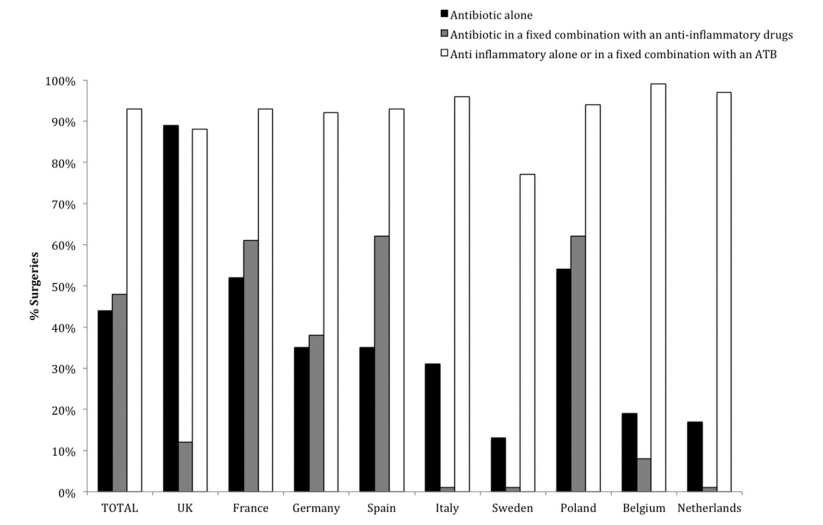 Antibiotic alone
Antibiotic in a fixed combination with an anti-inflammatory drugs
Anti inflammatory alone or in a fixed combination with an ATB
100%
90%
80%
70%
60%
50%
40%
30%
20%
10%
0%
% Surgeries
TOTAL UK France Germany Spain Italy Sweden Poland Belgium Netherlands